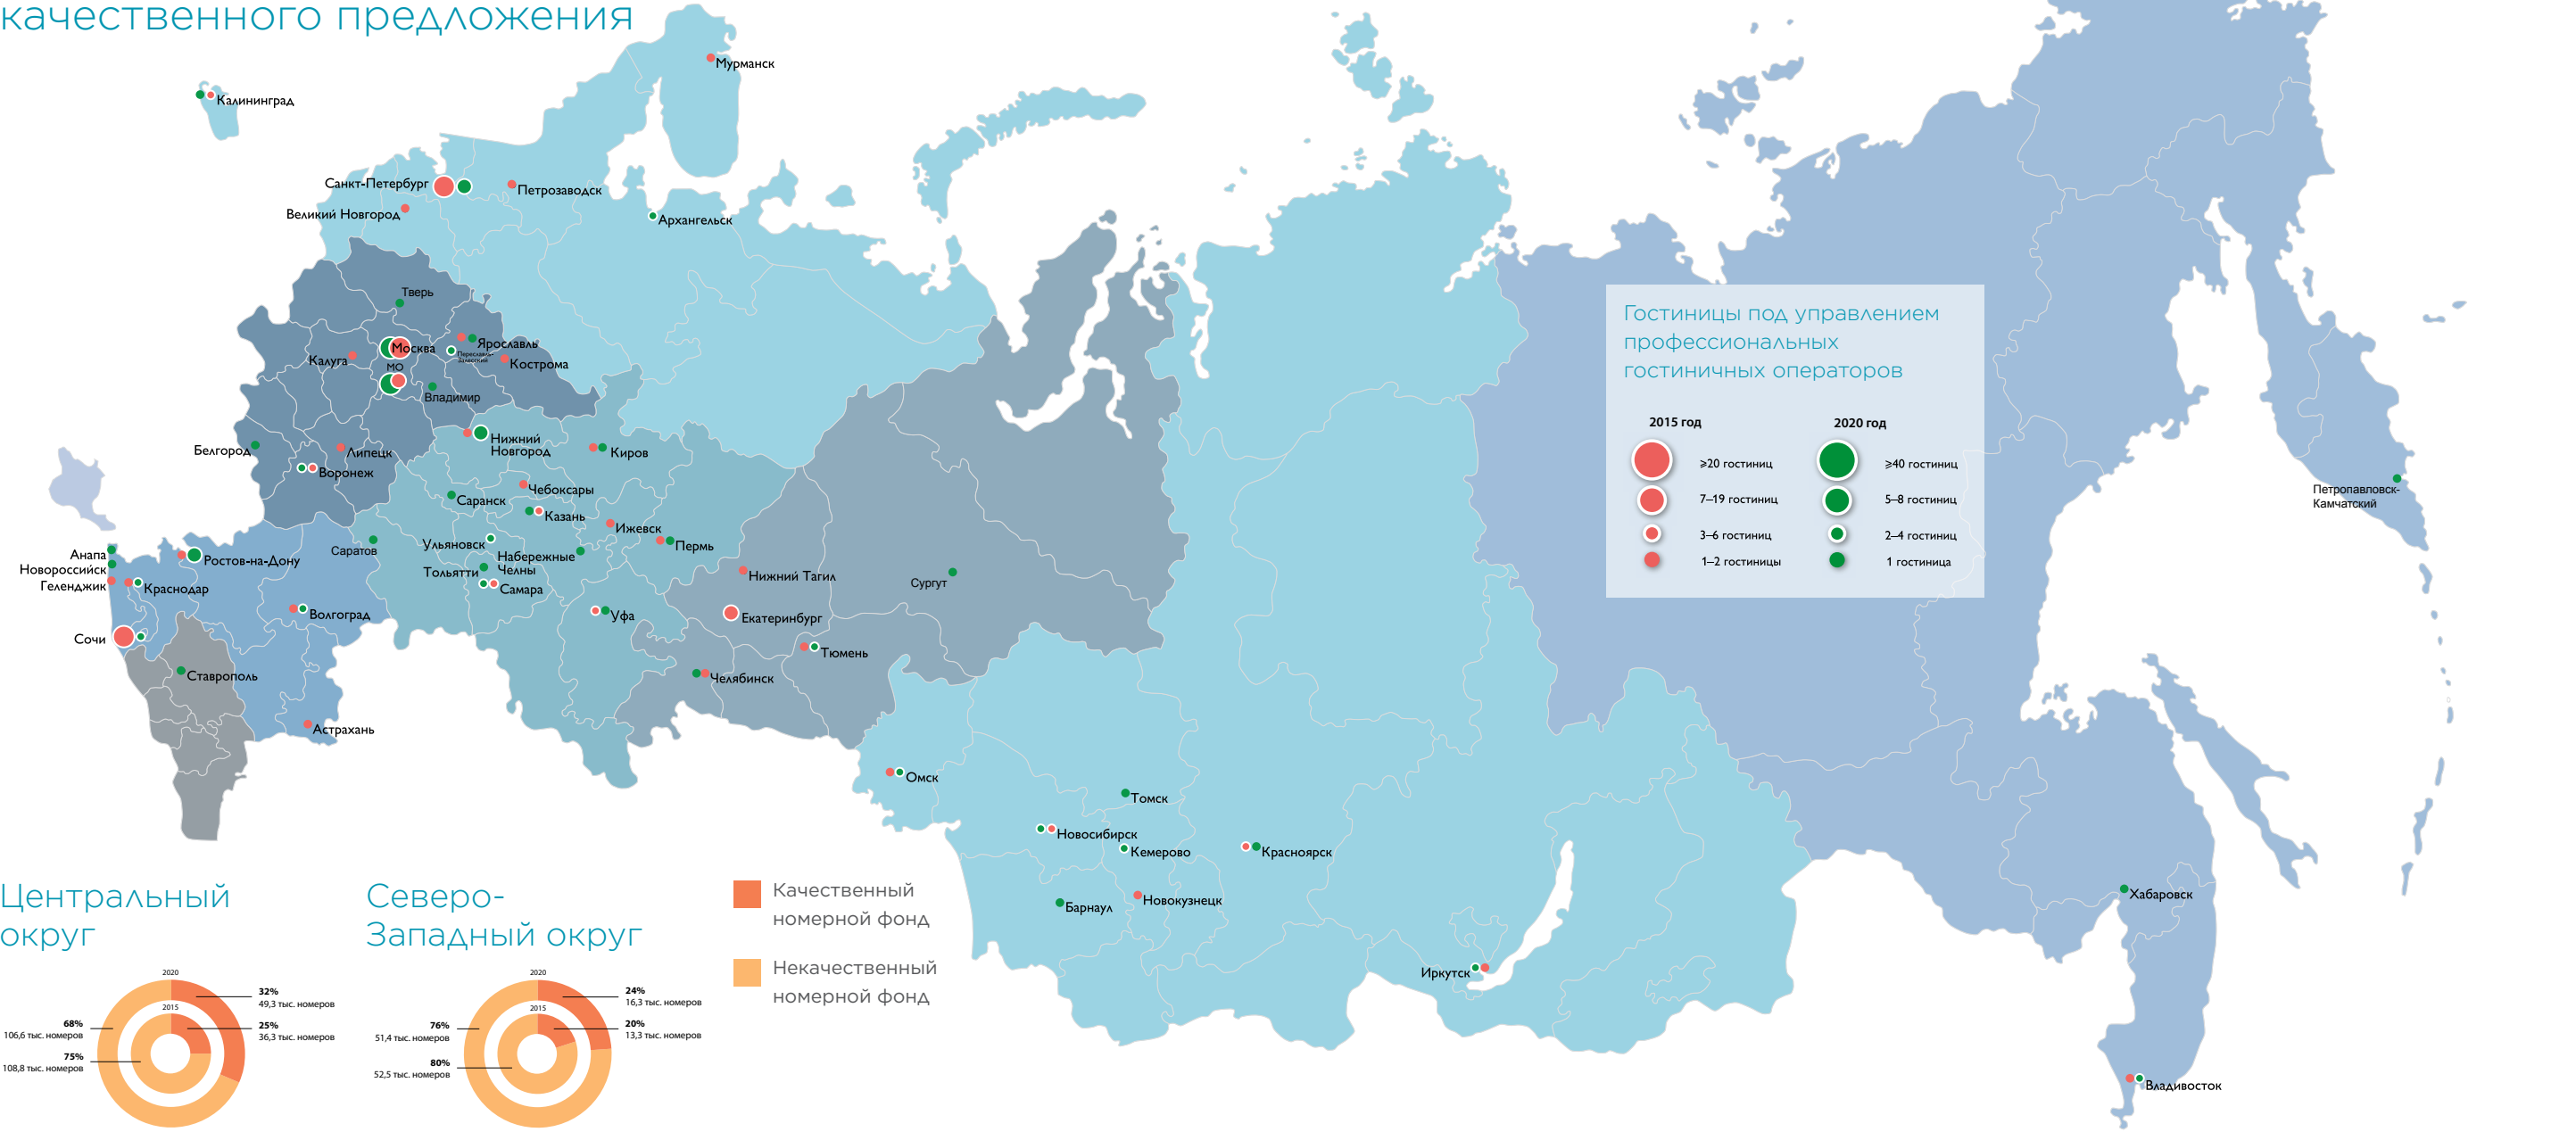 качественного предложения
Мурманск
Калининград
Санкт-Петербург
Петрозаводск
Великий Новгород
Архангельск
Тверь
Ярославль
Москва
Переславль-
Залесский
Калуга
Кострома
МО
Владимир
Нижний
Новгород
Белгород
Липецк
Киров
Воронеж
Чебоксары
Саранск
Казань
Ижевск
Ульяновск
Саратов
Пермь
Анапа
Набережные
Челны
Ростов-на-Дону
Новороссийск
Тольятти
Нижний Тагил
Сургут
Геленджик
Краснодар
Самара
Волгоград
Уфа
Екатеринбург
Сочи
Тюмень
Ставрополь
Челябинск
Астрахань
Омск
Томск
Новосибирск
Кемерово
Красноярск
Новокузнецк
Барнаул
Иркутск
Хабаровск
Владивосток
Петропавловск-
Камчатский
Гостиницы под управлением
профессиональных
гостиничных операторов
2015 год
2020 год
⩾20 гостиниц
⩾40 гостиниц
7–19 гостиниц
5–8 гостиниц
3–6 гостиниц
2–4 гостиниц
1–2 гостиницы
1 гостиница
Центральный
округ
2020
2015
32%
49,3 тыс. номеров
25%
36,3 тыс. номеров
68%
106,6 тыс. номеров
75%
108,8 тыс. номеров
Северо-
Западный округ
2020
2015
24%
16,3 тыс. номеров
20%
13,3 тыс. номеров
76%
51,4 тыс. номеров
80%
52,5 тыс. номеров
Качественный
номерной фонд
Некачественный
номерной фонд